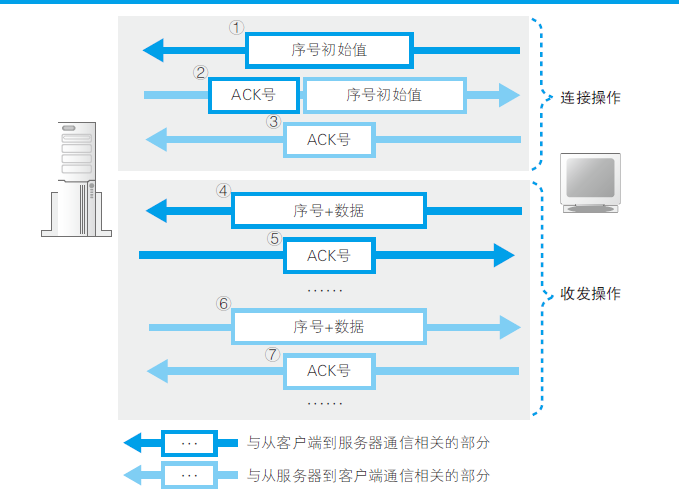 ① 序号初始值
② ACK号 序号初始值
连接操作
③ ACK号
④ 序号+数据
⑤ ACK号
……
收发操作
⑥ 序号+数据
⑦ ACK号
……
… 与从客户端到服务器通信相关的部分
… 与从服务器到客户端通信相关的部分